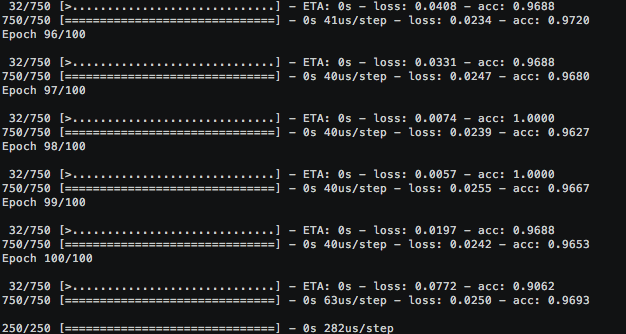 32/750 [>.............................] - ETA: 0s - loss: 0.0408 - acc: 0.9688
750/750 [==============================] - 0s 41us/step - loss: 0.0234 - acc: 0.9720
Epoch 96/100
32/750 [>.............................] - ETA: 0s - loss: 0.0331 - acc: 0.9688
750/750 [==============================] - 0s 40us/step - loss: 0.0247 - acc: 0.9680
Epoch 97/100
32/750 [>.............................] - ETA: 0s - loss: 0.0074 - acc: 1.0000
750/750 [==============================] - 0s 40us/step - loss: 0.0239 - acc: 0.9627
Epoch 98/100
32/750 [>.............................] - ETA: 0s - loss: 0.0057 - acc: 1.0000
750/750 [==============================] - 0s 40us/step - loss: 0.0255 - acc: 0.9667
Epoch 99/100
32/750 [>.............................] - ETA: 0s - loss: 0.0197 - acc: 0.9688
750/750 [==============================] - 0s 40us/step - loss: 0.0242 - acc: 0.9653
Epoch 100/100
32/750 [>.............................] - ETA: 0s - loss: 0.0772 - acc: 0.9062
750/750 [==============================] - 0s 63us/step - loss: 0.0250 - acc: 0.9693
250/250 [==============================] - 0s 282us/step